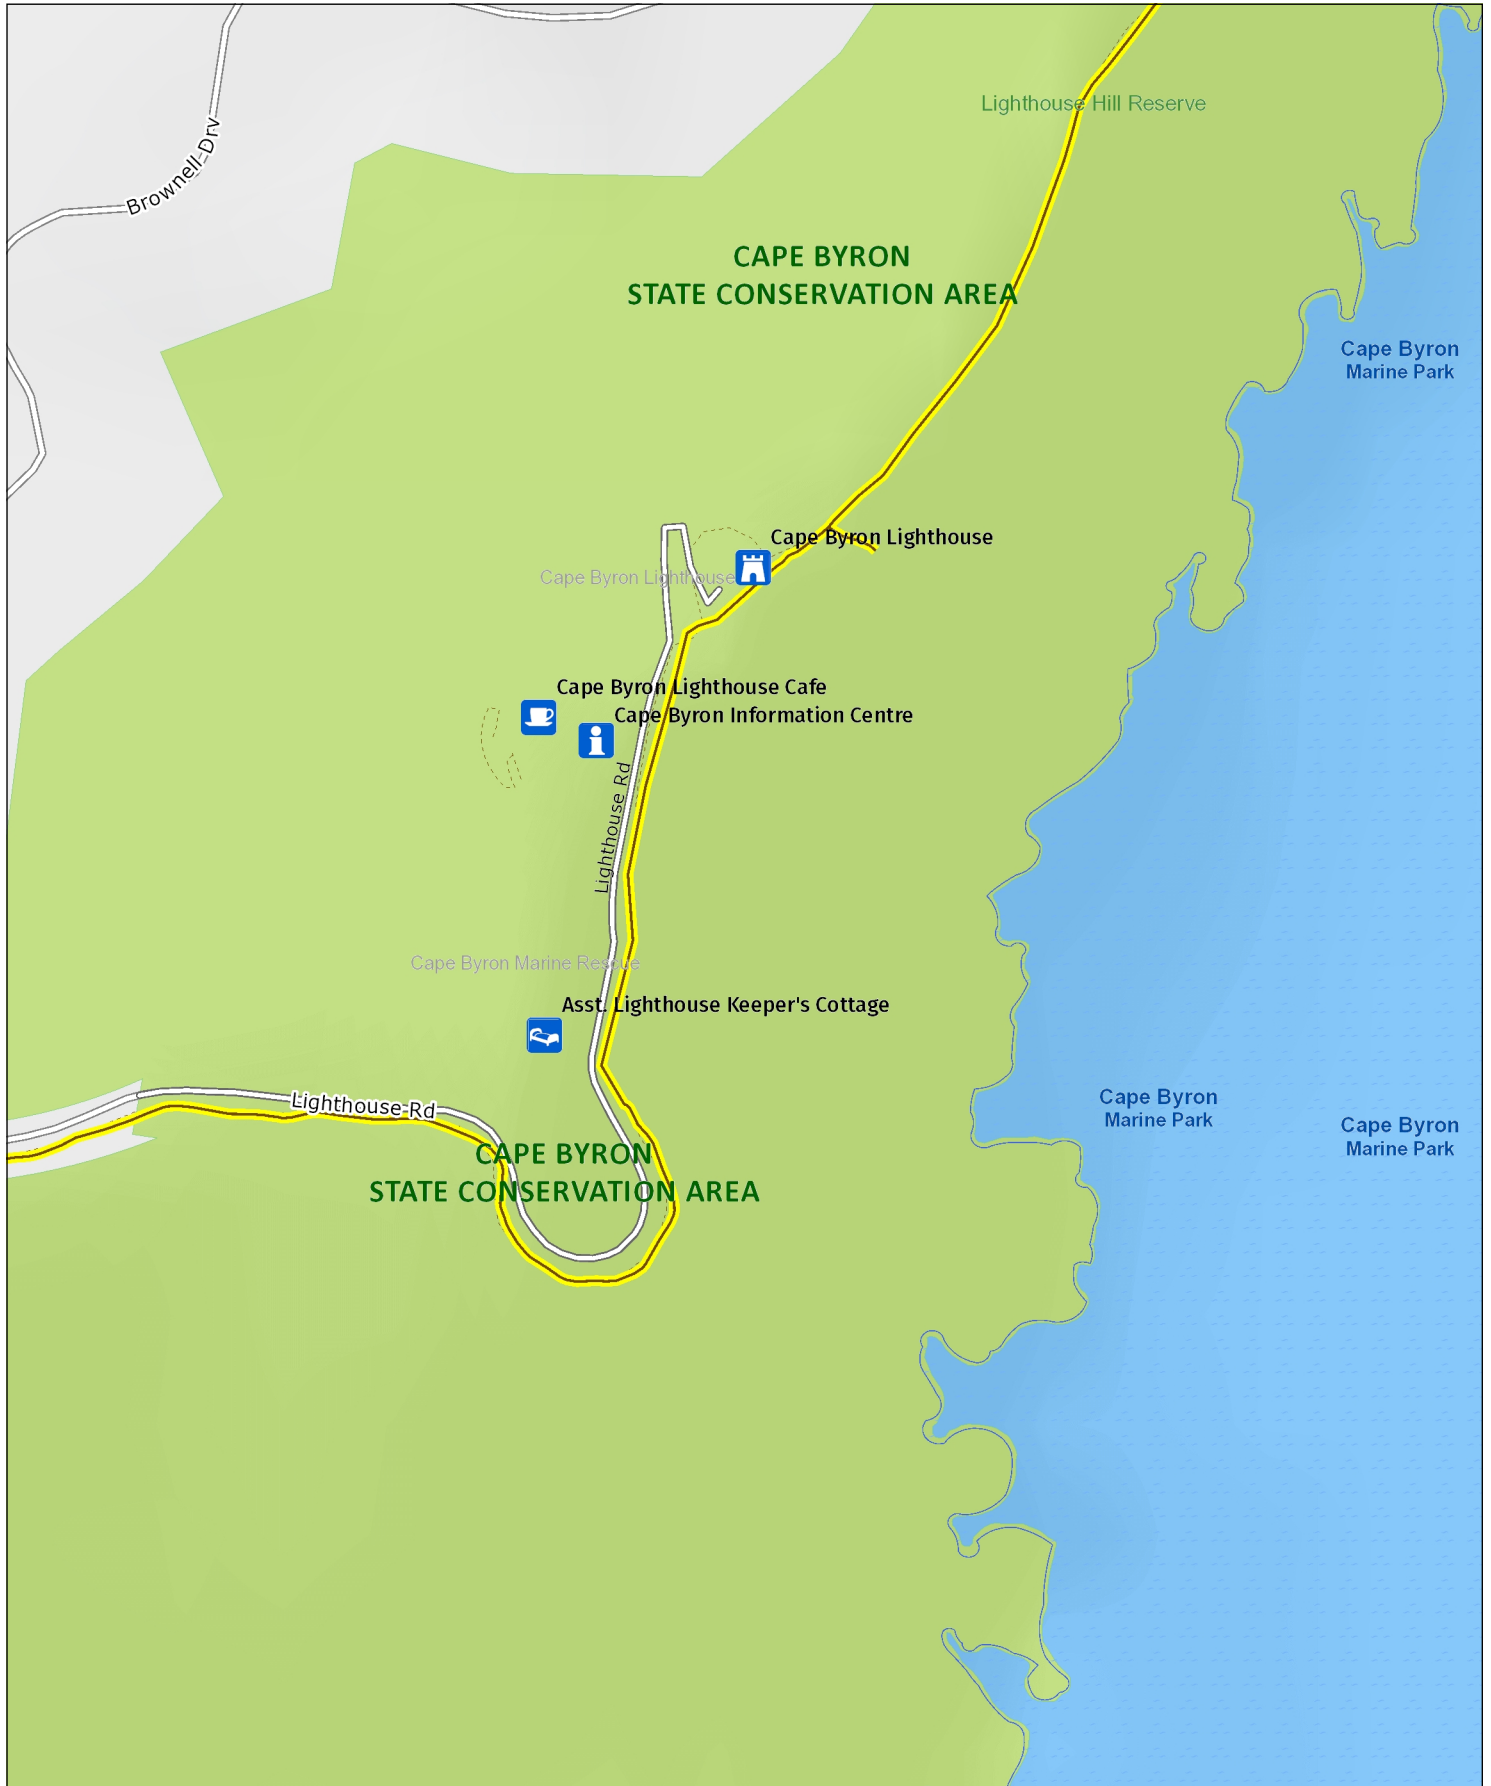 Lighthouse Hill Reserve
Brownell Drv
CAPE BYRON
STATE CONSERVATION AREA
Cape Byron
Marine Park
Cape Byron Lighthouse
Cape Byron Lighthouse
Cape Byron Lighthouse Cafe
Cape Byron Information Centre
Lighthouse Rd
Cape Byron Marine Rescue
Asst. Lighthouse Keeper's Cottage
Lighthouse Rd
Cape Byron
Marine Park
Cape Byron
Marine Park
CAPE BYRON
STATE CONSERVATION AREA